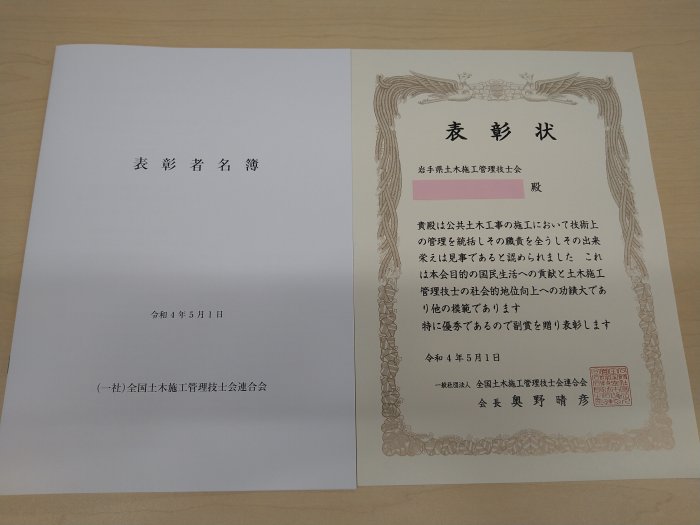 表彰者名簿
令和4年5月1日
(一社)全国土木施工管理技士会連合会
表彰状
岩手県土木施工管理技士会
殿
貴殿は公共土木工事の施工において技術上
の管理を統括しその職責を全うしその出来
栄えは見事であると認められました これ
は本会目的の国民生活への貢献と土木施工
管理技士の社会的地位向上への功績大であ
り他の模範であります
特に優秀であるので副賞を贈り表彰します
令和4年5月1日
一般社団法人 全国土木施工管理技士会連合会
会長 奥野晴彦